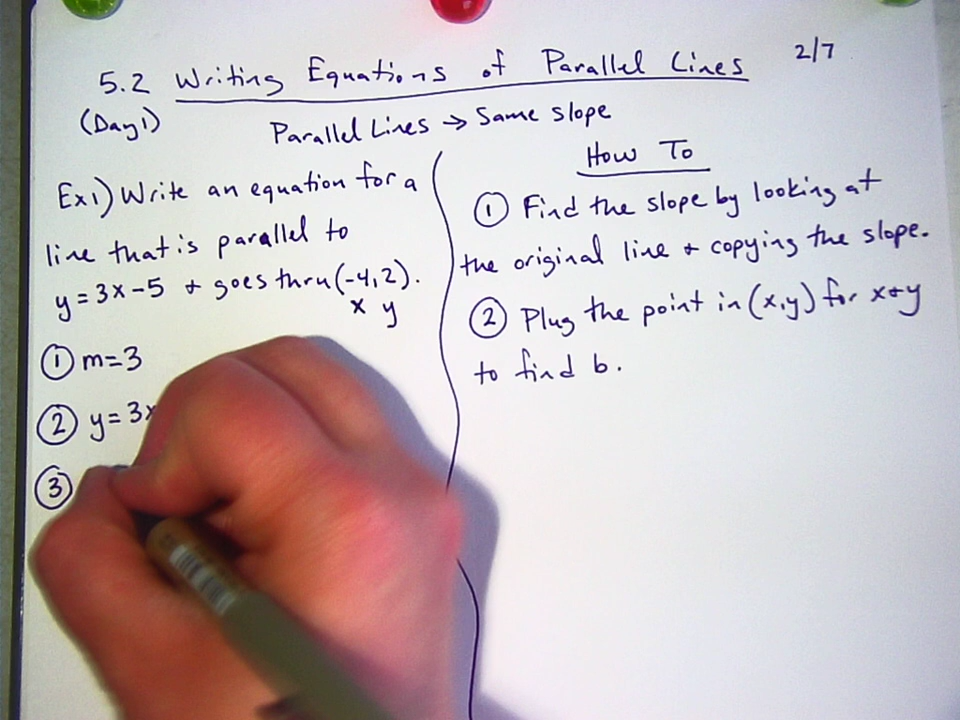 5.2 Writing Equations of Parallel Lines 2/7
(Day 1)
Parallel Lines → Same slope
Ex1) Write an equation for a
line that is parallel to
y = 3x - 5 + goes thru (-4, 2).
x y
① m = 3
② y = 3x
③
How To
① Find the slope by looking at
the original line + copying the slope.
② Plug the point in (x,y) for x + y
to find b.